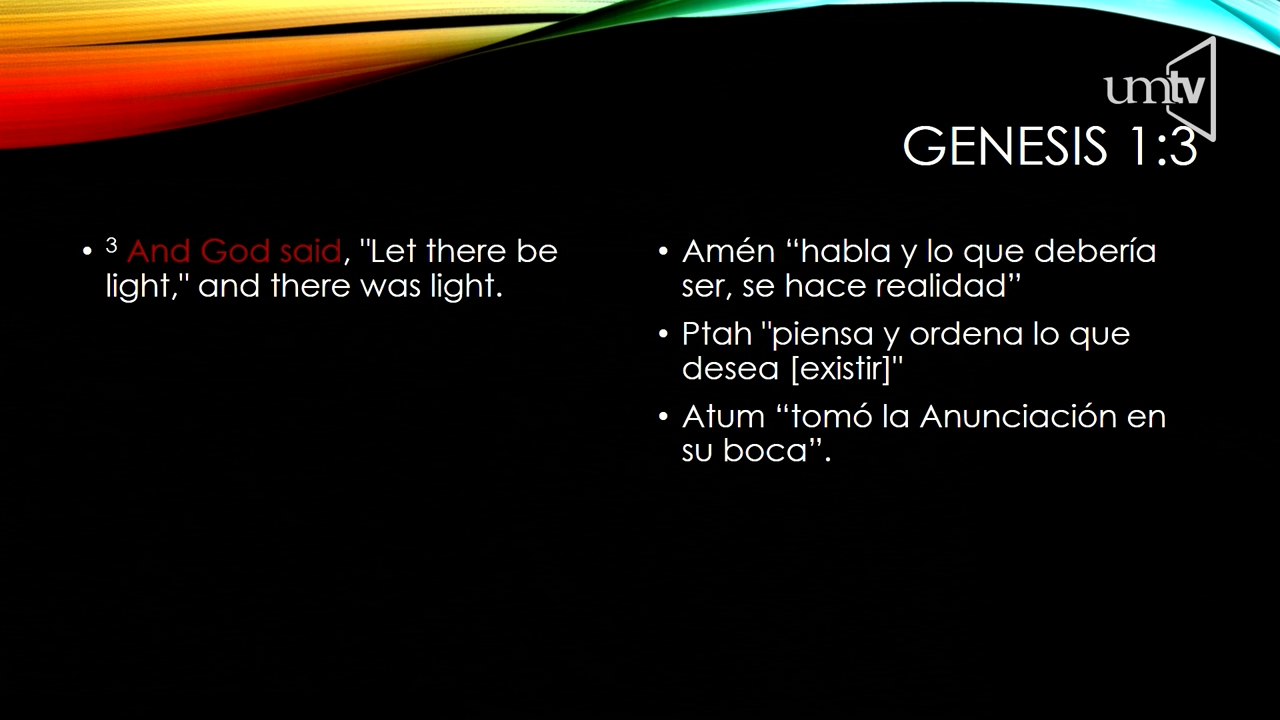 umtv
GENESIS 1:3
• ³ And God said, "Let there be
light," and there was light.
• Amén “habla y lo que debería
ser, se hace realidad”
• Ptah "piensa y ordena lo que
desea [existir]"
• Atum “tomó la Anunciación en
su boca”.